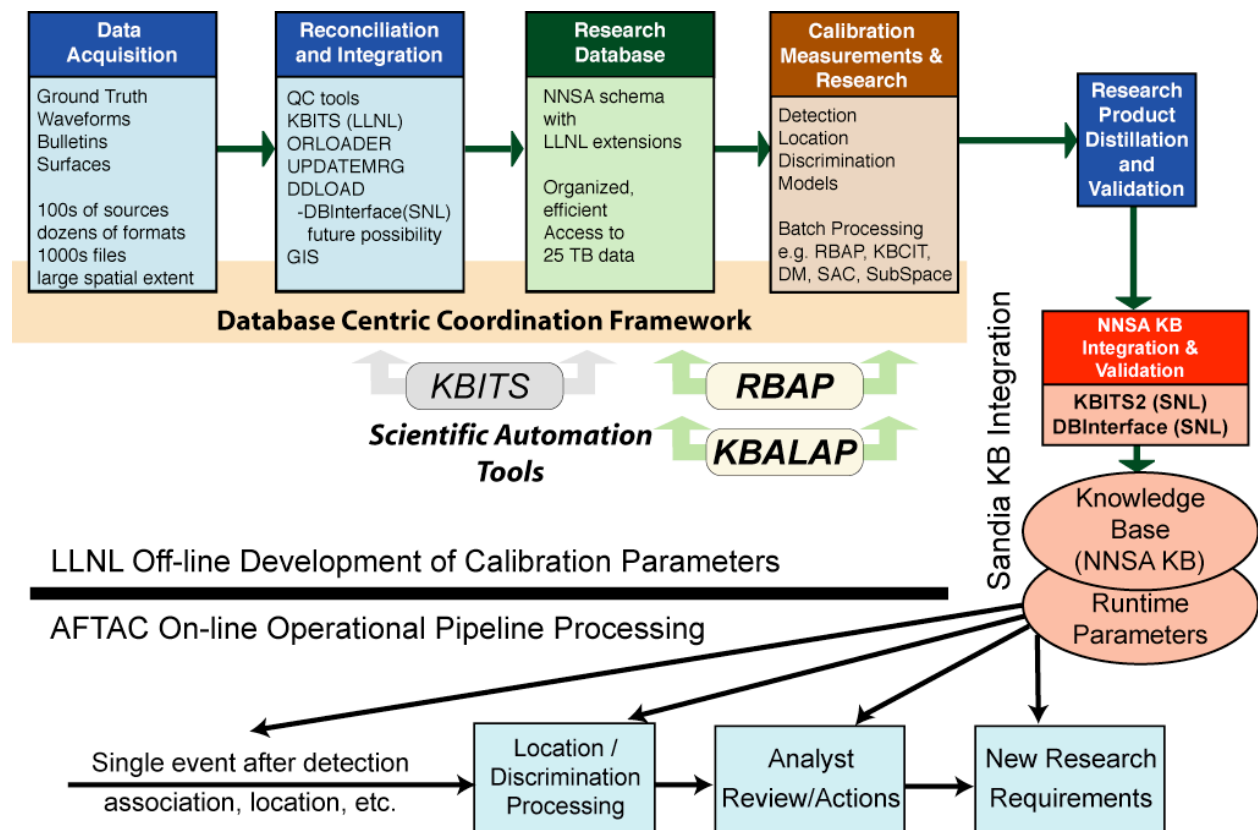 Data
Acquisition
Ground Truth
Waveforms
Bulletins
Surfaces
100s of sources
dozens of formats
1000s files
large spatial extent
Reconciliation
and Integration
QC tools
KBITS (LLNL)
ORLOADER
UPDATEMRG
DDLOAD
-DBInterface(SNL)
future possibility
GIS
Research
Database
NNSA schema
with
LLNL extensions
Organized,
efficient
Access to
25 TB data
Calibration
Measurements &
Research
Detection
Location
Discrimination
Models
Batch Processing
e.g. RBAP, KBCIT,
DM, SAC, SubSpace
Research
Product
Distillation
and
Validation
Database Centric Coordination Framework
KBITS
RBAP
Scientific Automation
Tools
KBALAP
Sandia KB Integration
NNSA KB
Integration &
Validation
KBITS2 (SNL)
DBInterface (SNL)
Knowledge
Base
(NNSA KB)
Runtime
Parameters
LLNL Off-line Development of Calibration Parameters
AFTAC On-line Operational Pipeline Processing
Single event after detection
association, location, etc.
Location /
Discrimination
Processing
Analyst
Review/Actions
New Research
Requirements